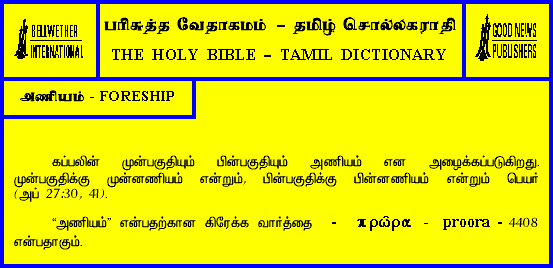 BELLWETHER
INTERNATIONAL
பரிசுத்த வேதாகமம் – தமிழ் சொல்லகராதி
THE HOLY BIBLE – TAMIL DICTIONARY
GOOD NEWS
PUBLISHERS
அணியம் - FORESHIP
கப்பலின் முன்பகுதியும் பின்பகுதியும் அணியம் என அழைக்கப்படுகிறது.
முன்பகுதிக்கு முன்னணியம் என்றும், பின்பகுதிக்கு பின்னணியம் என்றும் பெயர்
(அப் 27:30, 41).
“அணியம்” என்பதற்கான கிரேக்க வார்த்தை - πρῶρα - proora - 4408
என்பதாகும்.